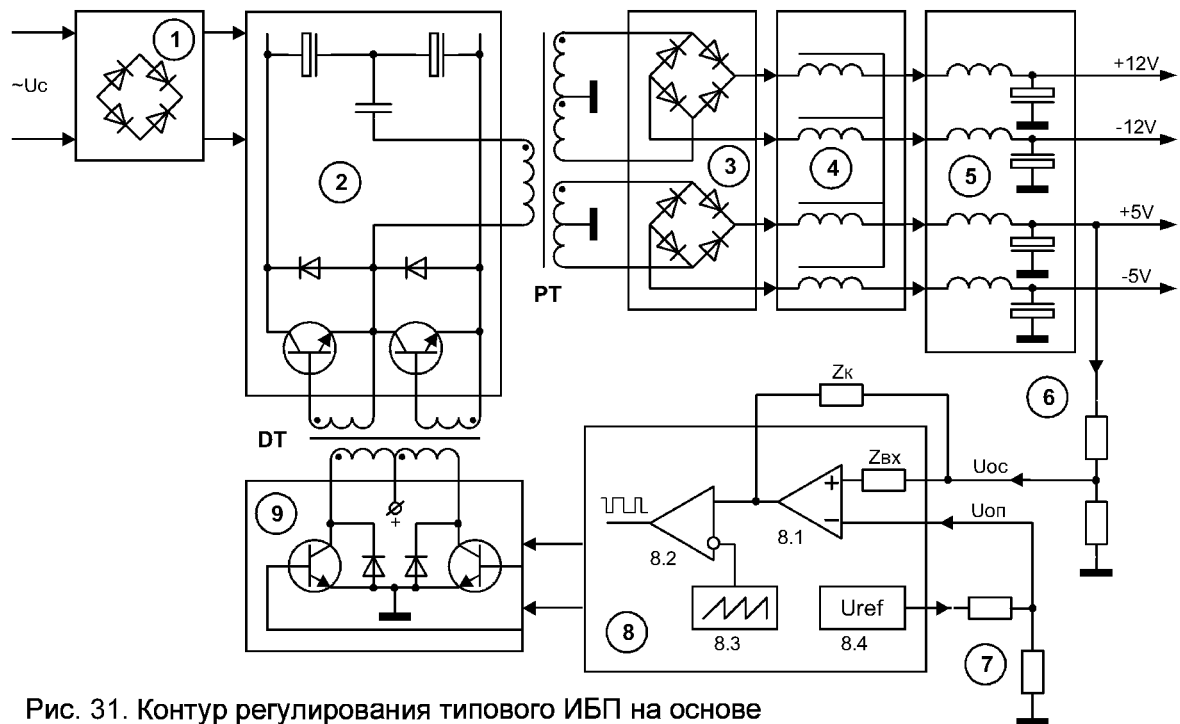 1
~Uc
2
PT
3
4
5
+12V
-12V
+5V
-5V
DT
9
+
8.2
8.3
8
Zк
Zвх
+
−
8.1
Uref
8.4
Uос
Uоп
6
7
Рис. 31. Контур регулирования типового ИБП на основе